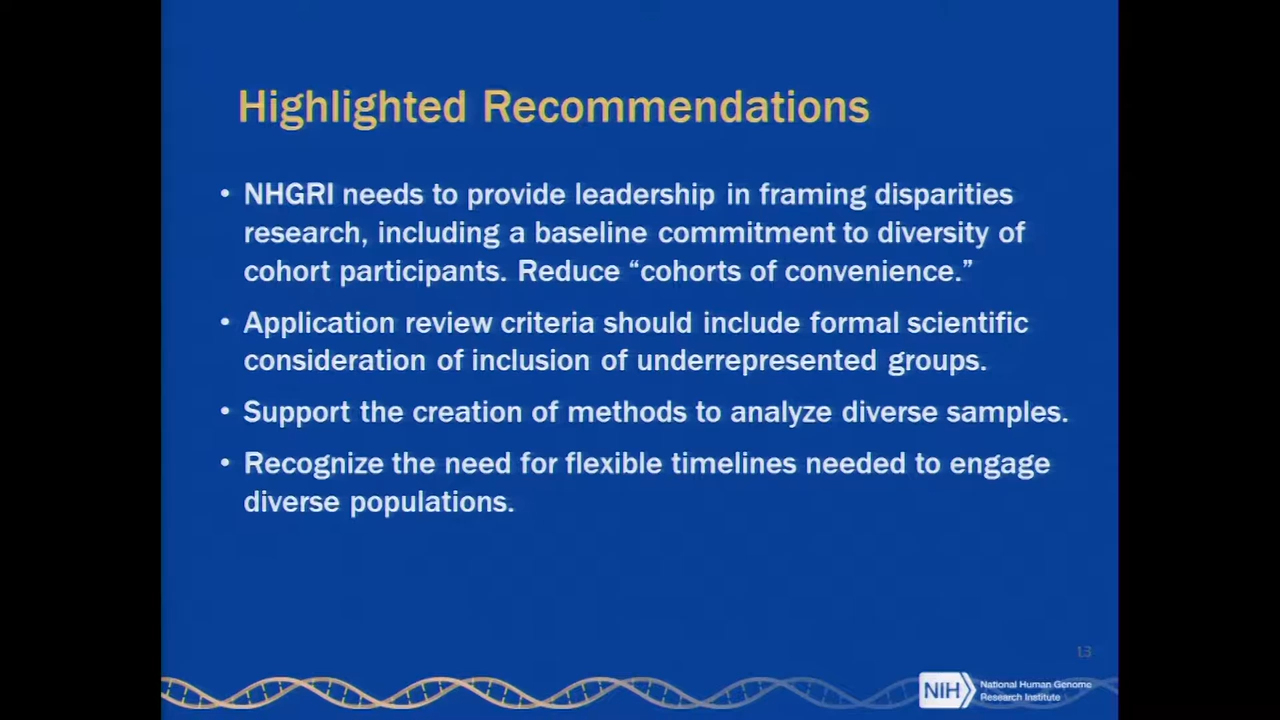 Highlighted Recommendations
• NHGRI needs to provide leadership in framing disparities
research, including a baseline commitment to diversity of
cohort participants. Reduce “cohorts of convenience.”
• Application review criteria should include formal scientific
consideration of inclusion of underrepresented groups.
• Support the creation of methods to analyze diverse samples.
• Recognize the need for flexible timelines needed to engage
diverse populations.
13
NIH National Human Genome
Research Institute